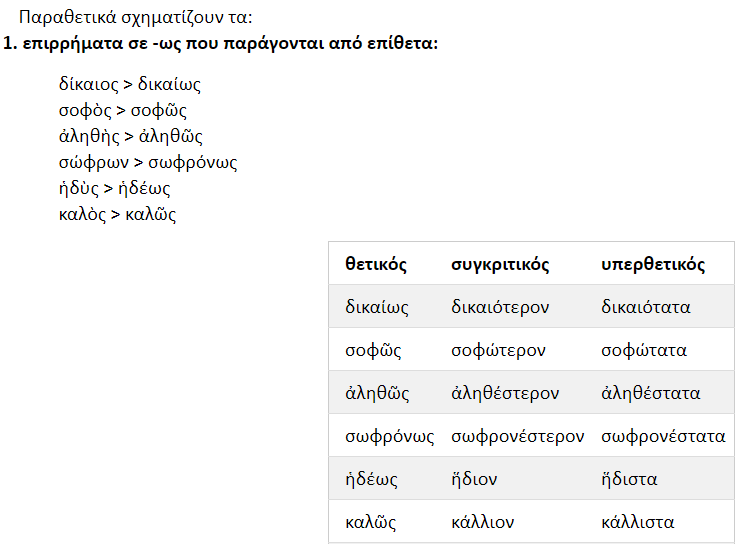 Παραθετικά σχηματίζουν τα:
1. επιρρήματα σε -ως που παράγονται από επίθετα:
δίκαιος > δικαίως
σοφὸς > σοφῶς
ἀληθὴς > ἀληθῶς
σώφρων > σωφρόνως
ἡδὺς > ἡδέως
καλὸς > καλῶς
θετικός συγκριτικός υπερθετικός
δικαίως δικαιότερον δικαιότατα
σοφῶς σοφώτερον σοφώτατα
ἀληθῶς ἀληθέστερον ἀληθέστατα
σωφρόνως σωφρονέστερον σωφρονέστατα
ἡδέως ἥδιον ἥδιστα
καλῶς κάλλιον κάλλιστα